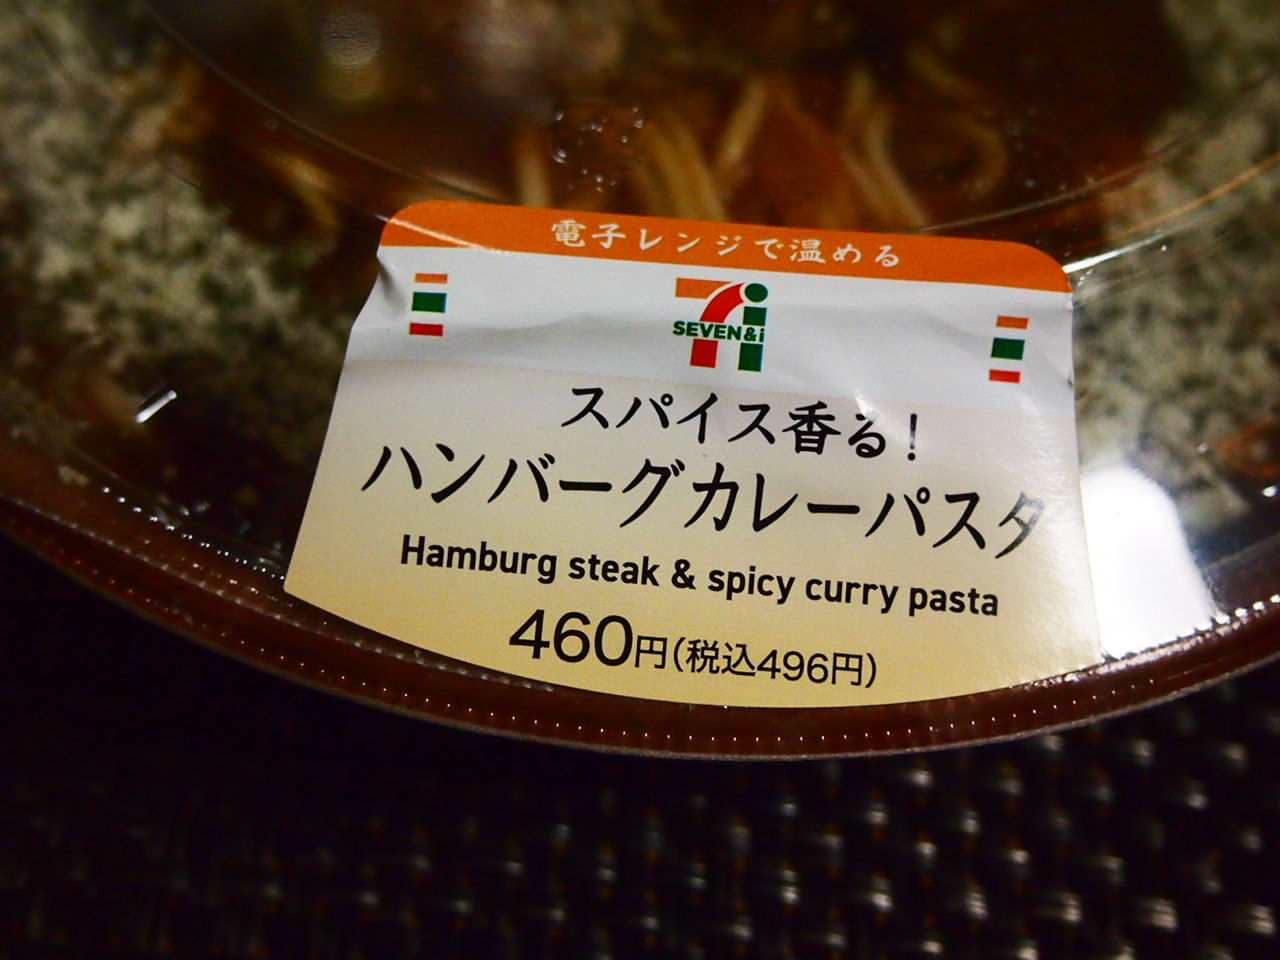 電子レンジで温める
SEVEN&i
スパイス香る!
ハンバーグカレーパスタ
Hamburg steak & spicy curry pasta
460円(税込496円)